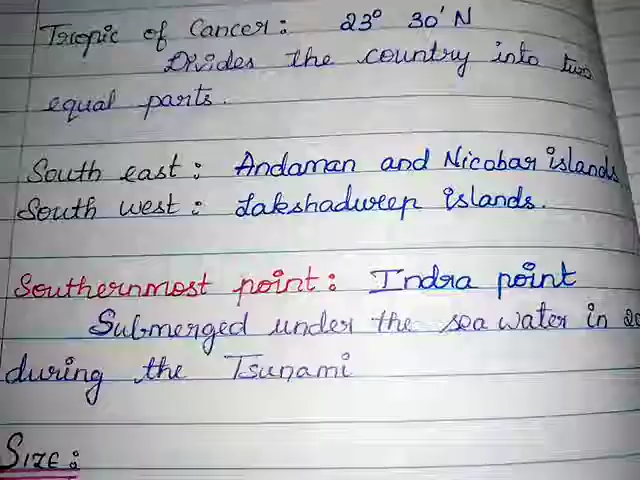 Tropic of Cancer: 23° 30' N
Divides the country into two
equal parts.
South east: Andaman and Nicobar islands
South west: Lakshadweep islands.
Southernmost point: Indra point
Submerged under the sea water in 20
during the Tsunami
SIZE: